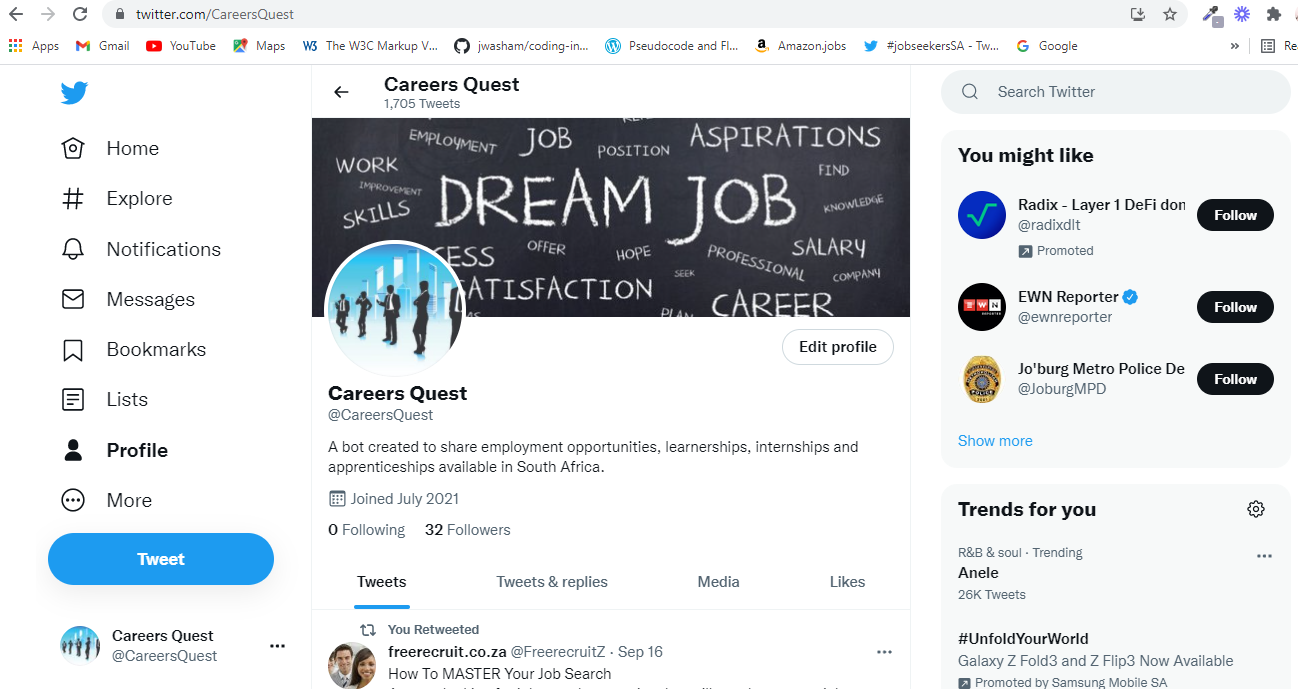 twitter.com/CareersQuest
Apps
Gmail
YouTube
Maps
The W3C Markup V...
jwasham/coding-in...
Pseudocode and Fl...
Amazon.jobs
#jobseekersSA - Tw...
Google
»
Home
Explore
Notifications
Messages
Bookmarks
Lists
Profile
More
Tweet
Careers Quest
@CareersQuest
Careers Quest
1,705 Tweets
EMPLOYMENT
JOB
POSITION
ASPIRATIONS
WORK
IMPROVEMENT
FIND
SKILLS
DREAM JOB
KNOWLEDGE
ESS
OFFER
HOPE
PROFESSIONAL
SALARY
SEEK
COMPANY
ATISFACTION
CAREER
PLAN
Edit profile
Careers Quest
@CareersQuest
A bot created to share employment opportunities, learnerships, internships and
apprenticeships available in South Africa.
Joined July 2021
0 Following 32 Followers
Tweets
Tweets & replies
Media
Likes
You Retweeted
freerecruit.co.za @FreerecruitZ · Sep 16
How To MASTER Your Job Search
Search Twitter
You might like
Radix - Layer 1 DeFi don
@radixdlt
Promoted
Follow
EWN Reporter
@ewnreporter
Follow
Jo'burg Metro Police De
@JoburgMPD
Follow
Show more
Trends for you
R&B & soul · Trending
Anele
26K Tweets
#UnfoldYourWorld
Galaxy Z Fold3 and Z Flip3 Now Available
Promoted by Samsung Mobile SA